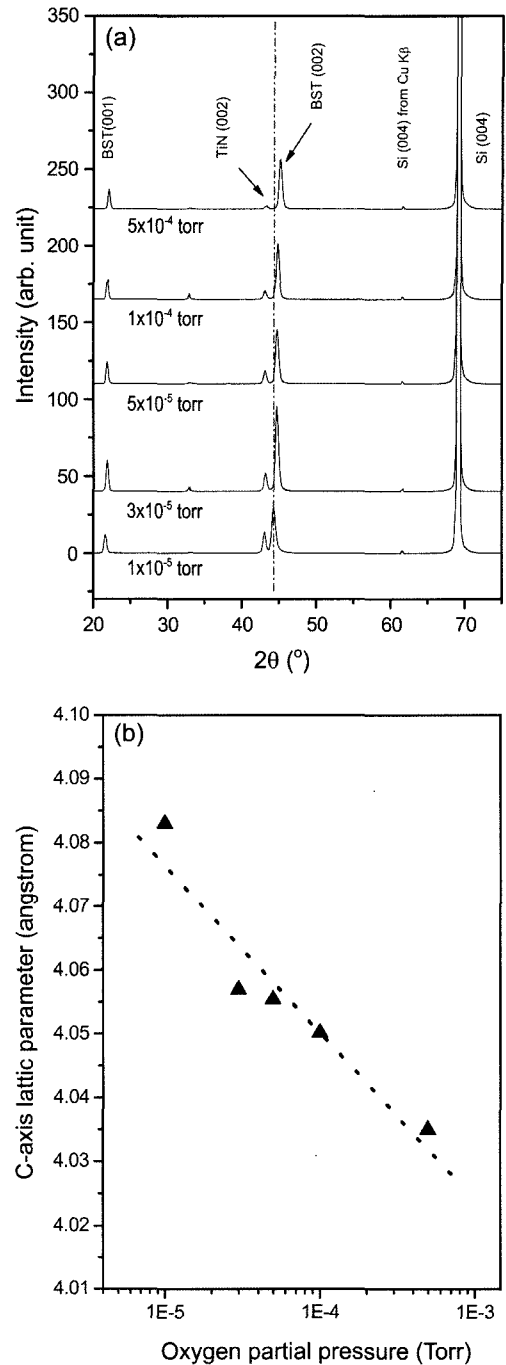 (a)
350
300
250
200
150
100
50
0
Intensity (arb. unit)
BST(001)
TiN (002)
BST (002)
Si (004) from Cu Kβ
Si (004)
5x10-4 torr
1x10-4 torr
5x10-5 torr
3x10-5 torr
1x10-5 torr
20 30 40 50 60 70
2θ (°)
(b)
4.10
4.09
4.08
4.07
4.06
4.05
4.04
4.03
4.02
4.01
C-axis lattic parameter (angstrom)
1E-5 1E-4 1E-3
Oxygen partial pressure (Torr)